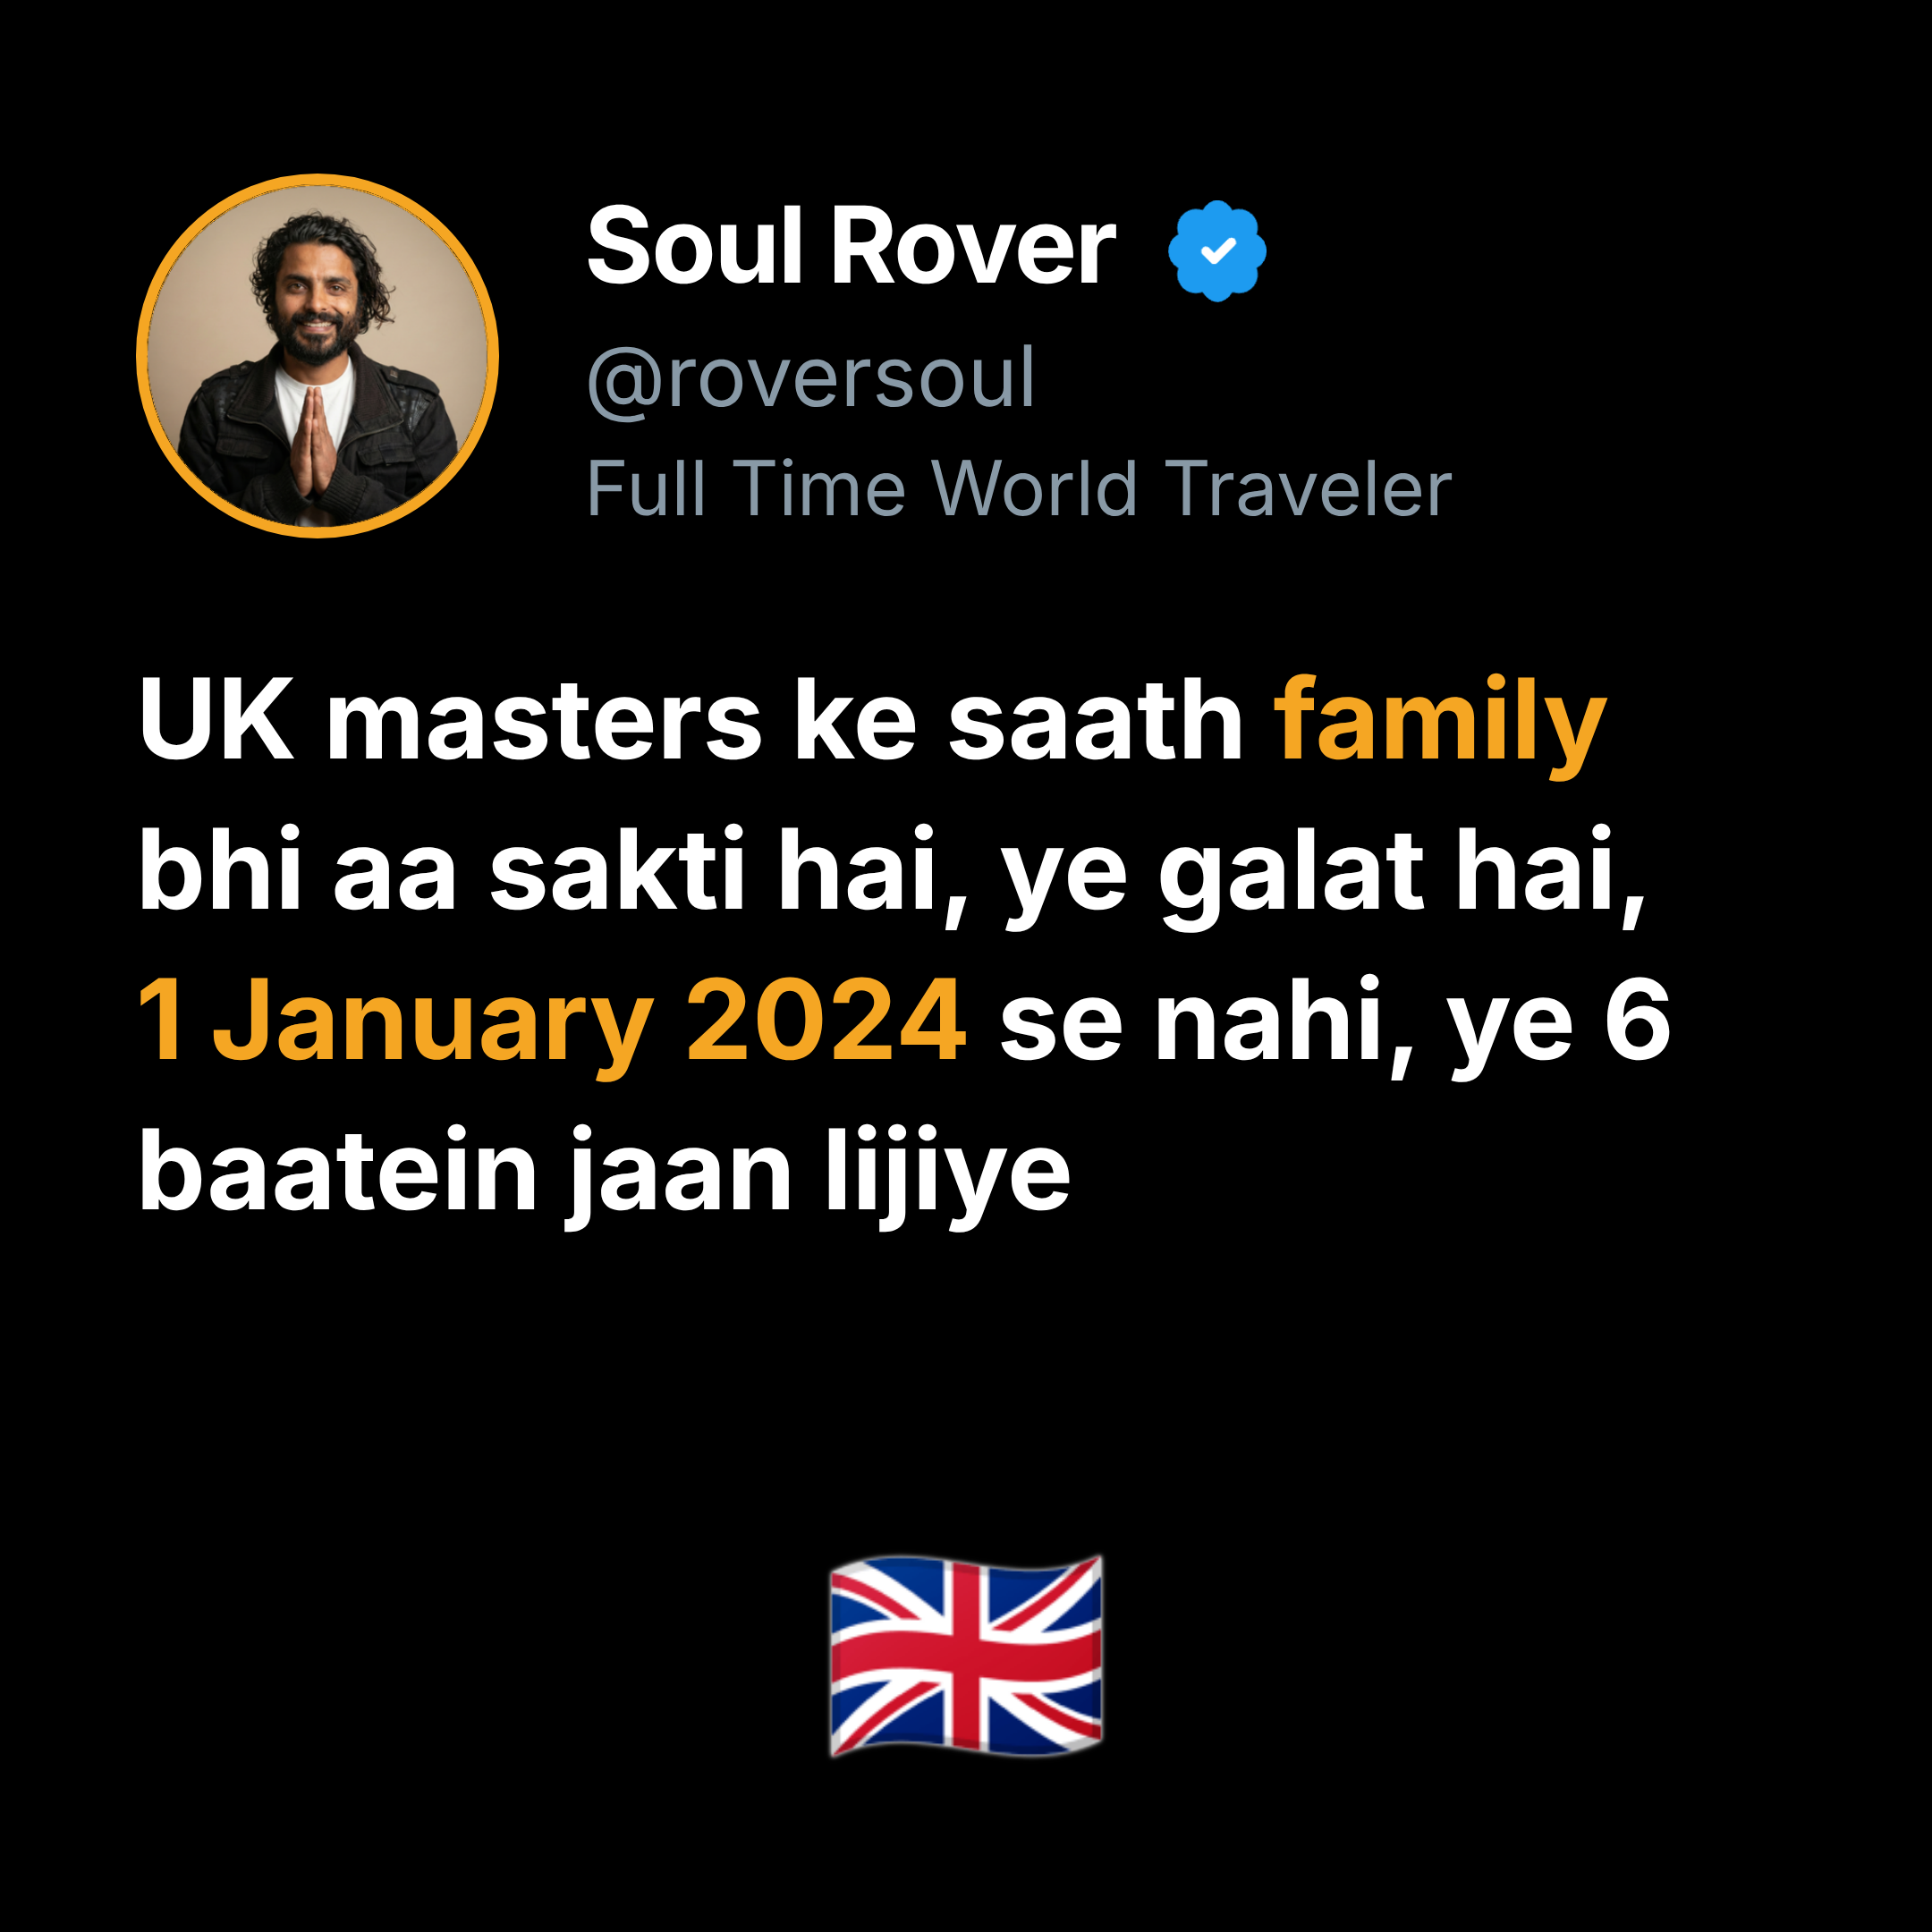 Soul Rover
@roversoul
Full Time World Traveler
UK masters ke saath family
bhi aa sakti hai, ye galat hai,
1 January 2024 se nahi, ye 6
baatein jaan lijiye